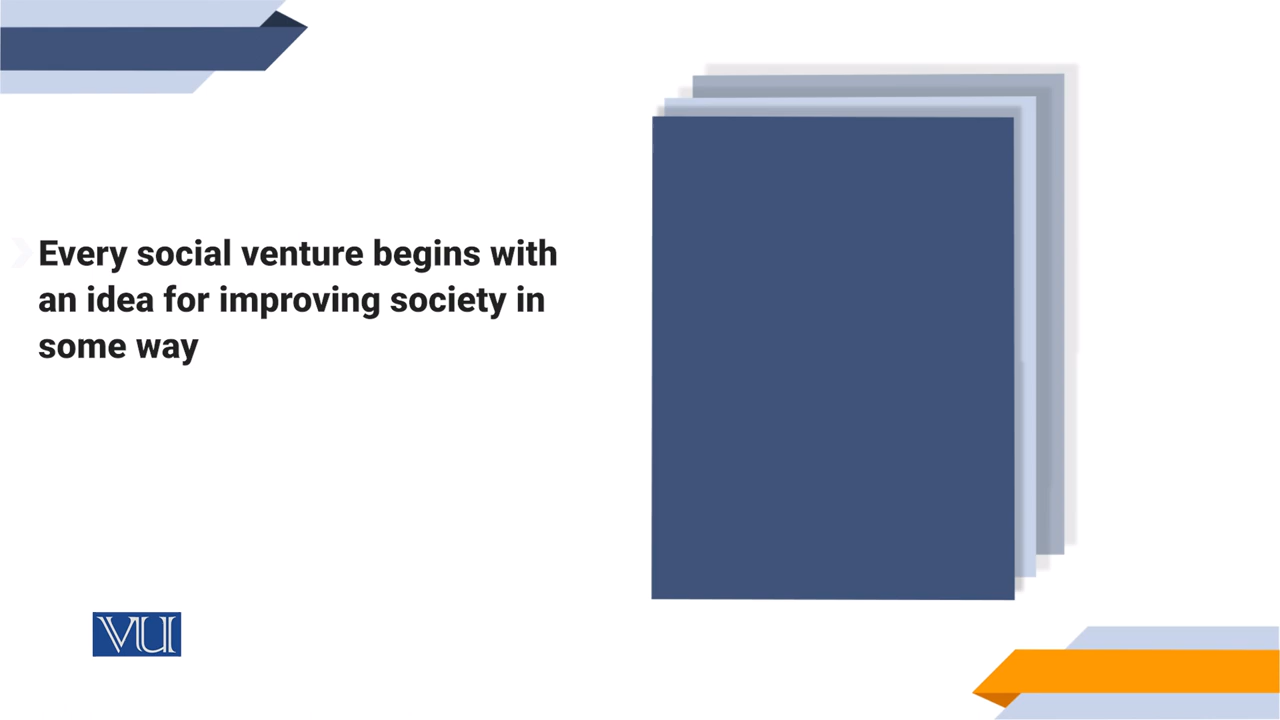 Every social venture begins with
an idea for improving society in
some way
VU